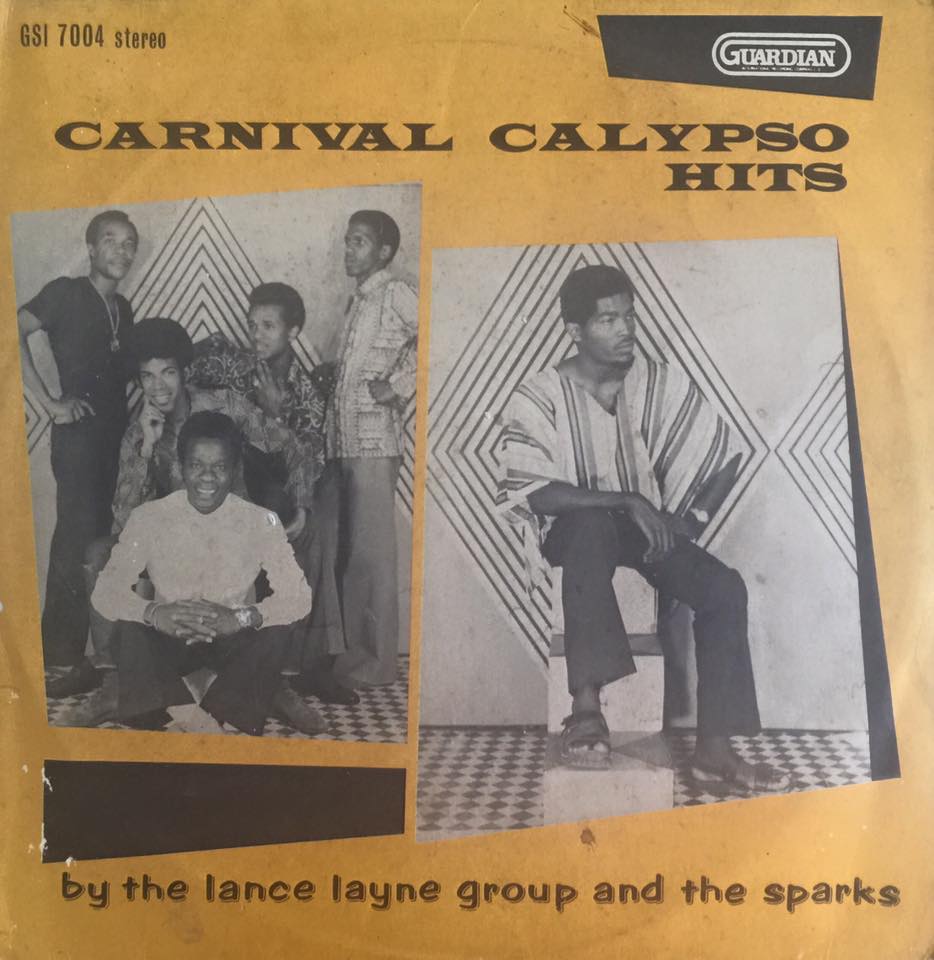 GSI 7004 stereo
GUARDIAN
CARNIVAL CALYPSO
HITS
by the lance layne group and the sparks